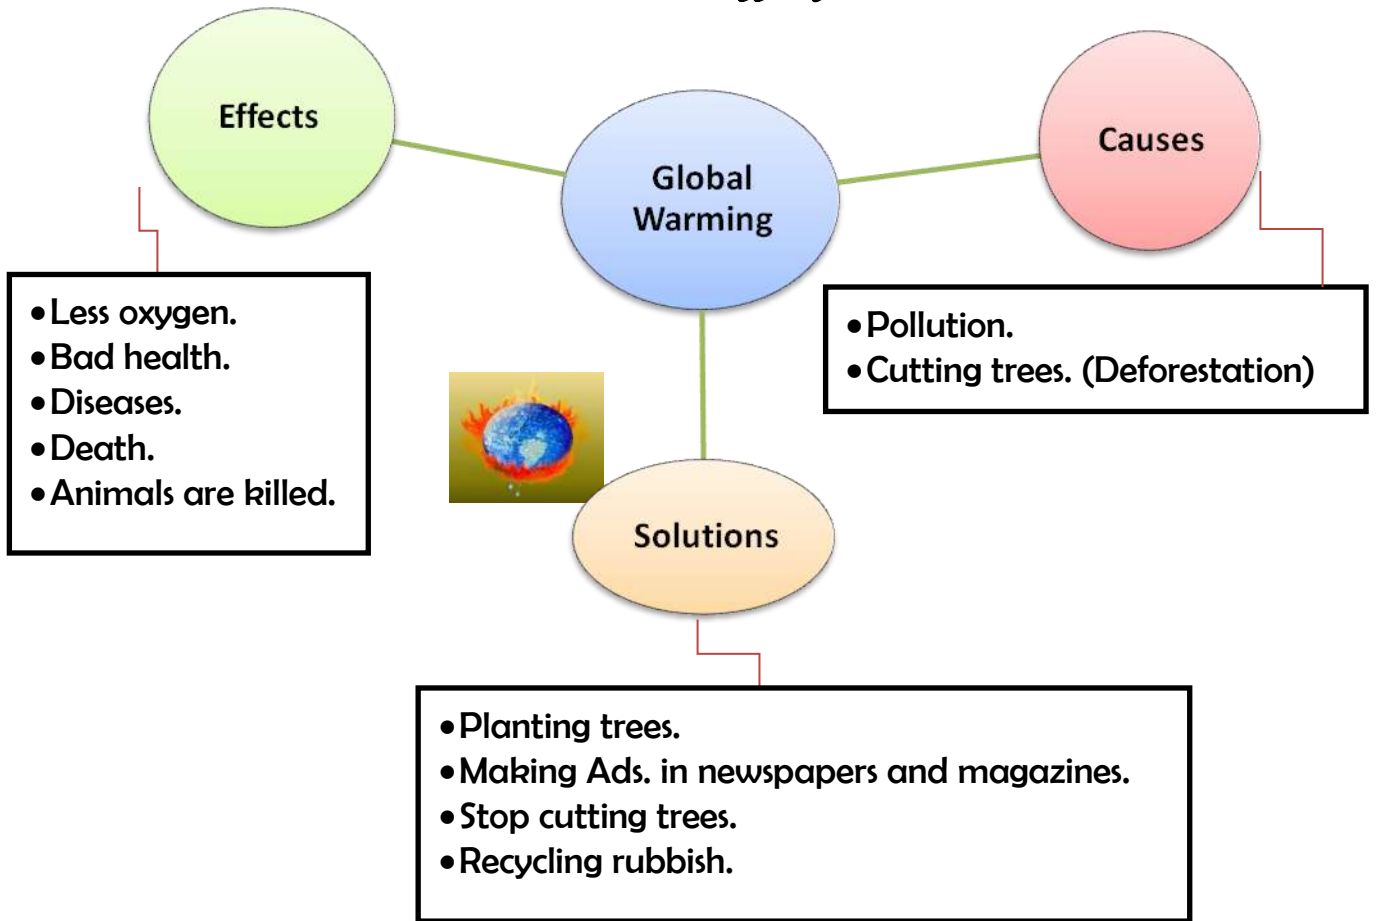 Effects
Global
Warming
Causes
•Less oxygen.
•Bad health.
•Diseases.
•Death.
•Animals are killed.
•Pollution.
•Cutting trees. (Deforestation)
Solutions
•Planting trees.
•Making Ads. in newspapers and magazines.
•Stop cutting trees.
•Recycling rubbish.